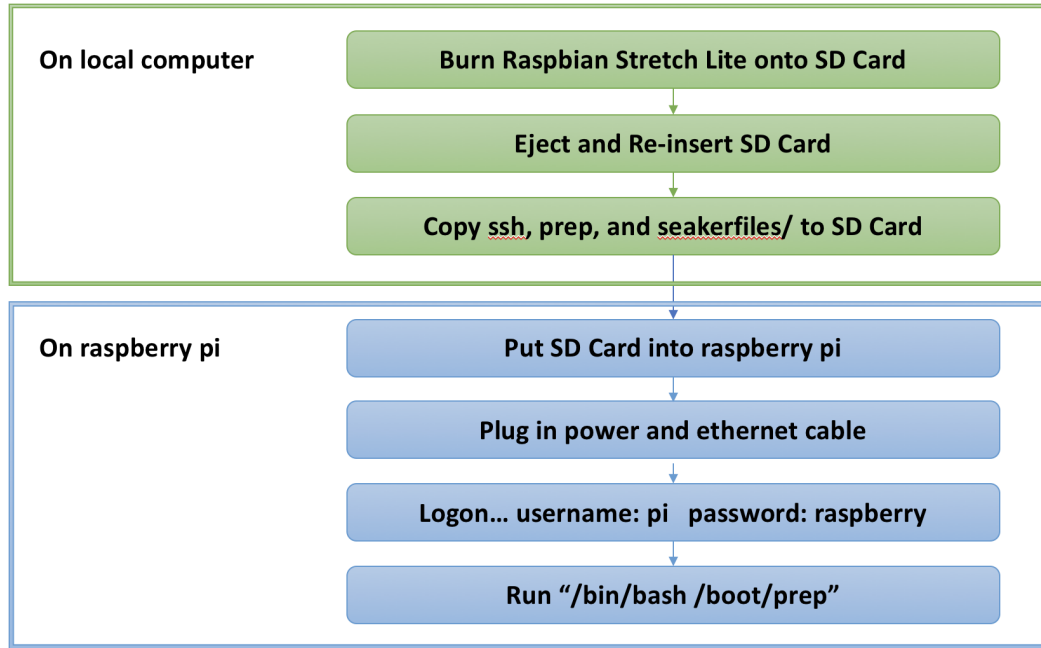 On local computer
Burn Raspbian Stretch Lite onto SD Card
Eject and Re-insert SD Card
Copy ssh, prep, and seakerfiles/ to SD Card
On raspberry pi
Put SD Card into raspberry pi
Plug in power and ethernet cable
Logon… username: pi   password: raspberry
Run “/bin/bash /boot/prep”